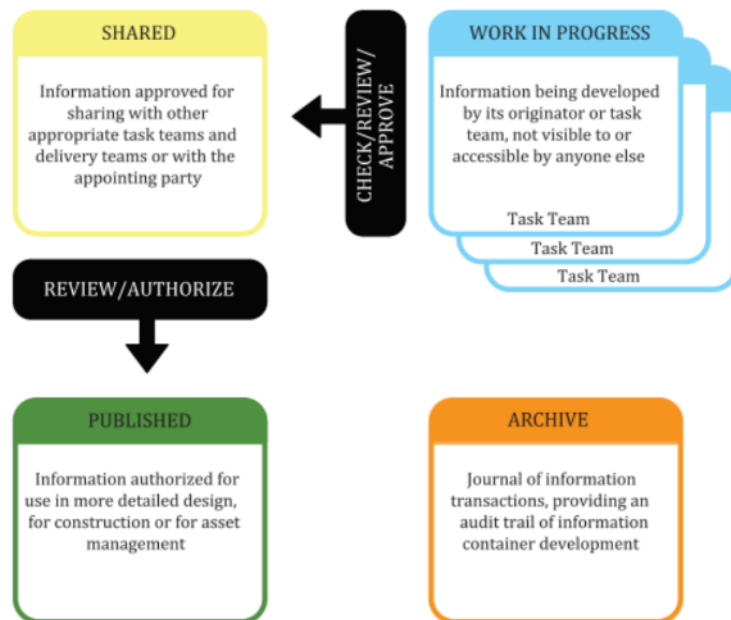 SHARED
Information approved for
sharing with other
appropriate task teams and
delivery teams or with the
appointing party
CHECK/REVIEW/
APPROVE
WORK IN PROGRESS
Information being developed
by its originator or task
team, not visible to or
accessible by anyone else
Task Team
Task Team
Task Team
REVIEW/AUTHORIZE
PUBLISHED
Information authorized for
use in more detailed design,
for construction or for asset
management
ARCHIVE
Journal of information
transactions, providing an
audit trail of information
container development